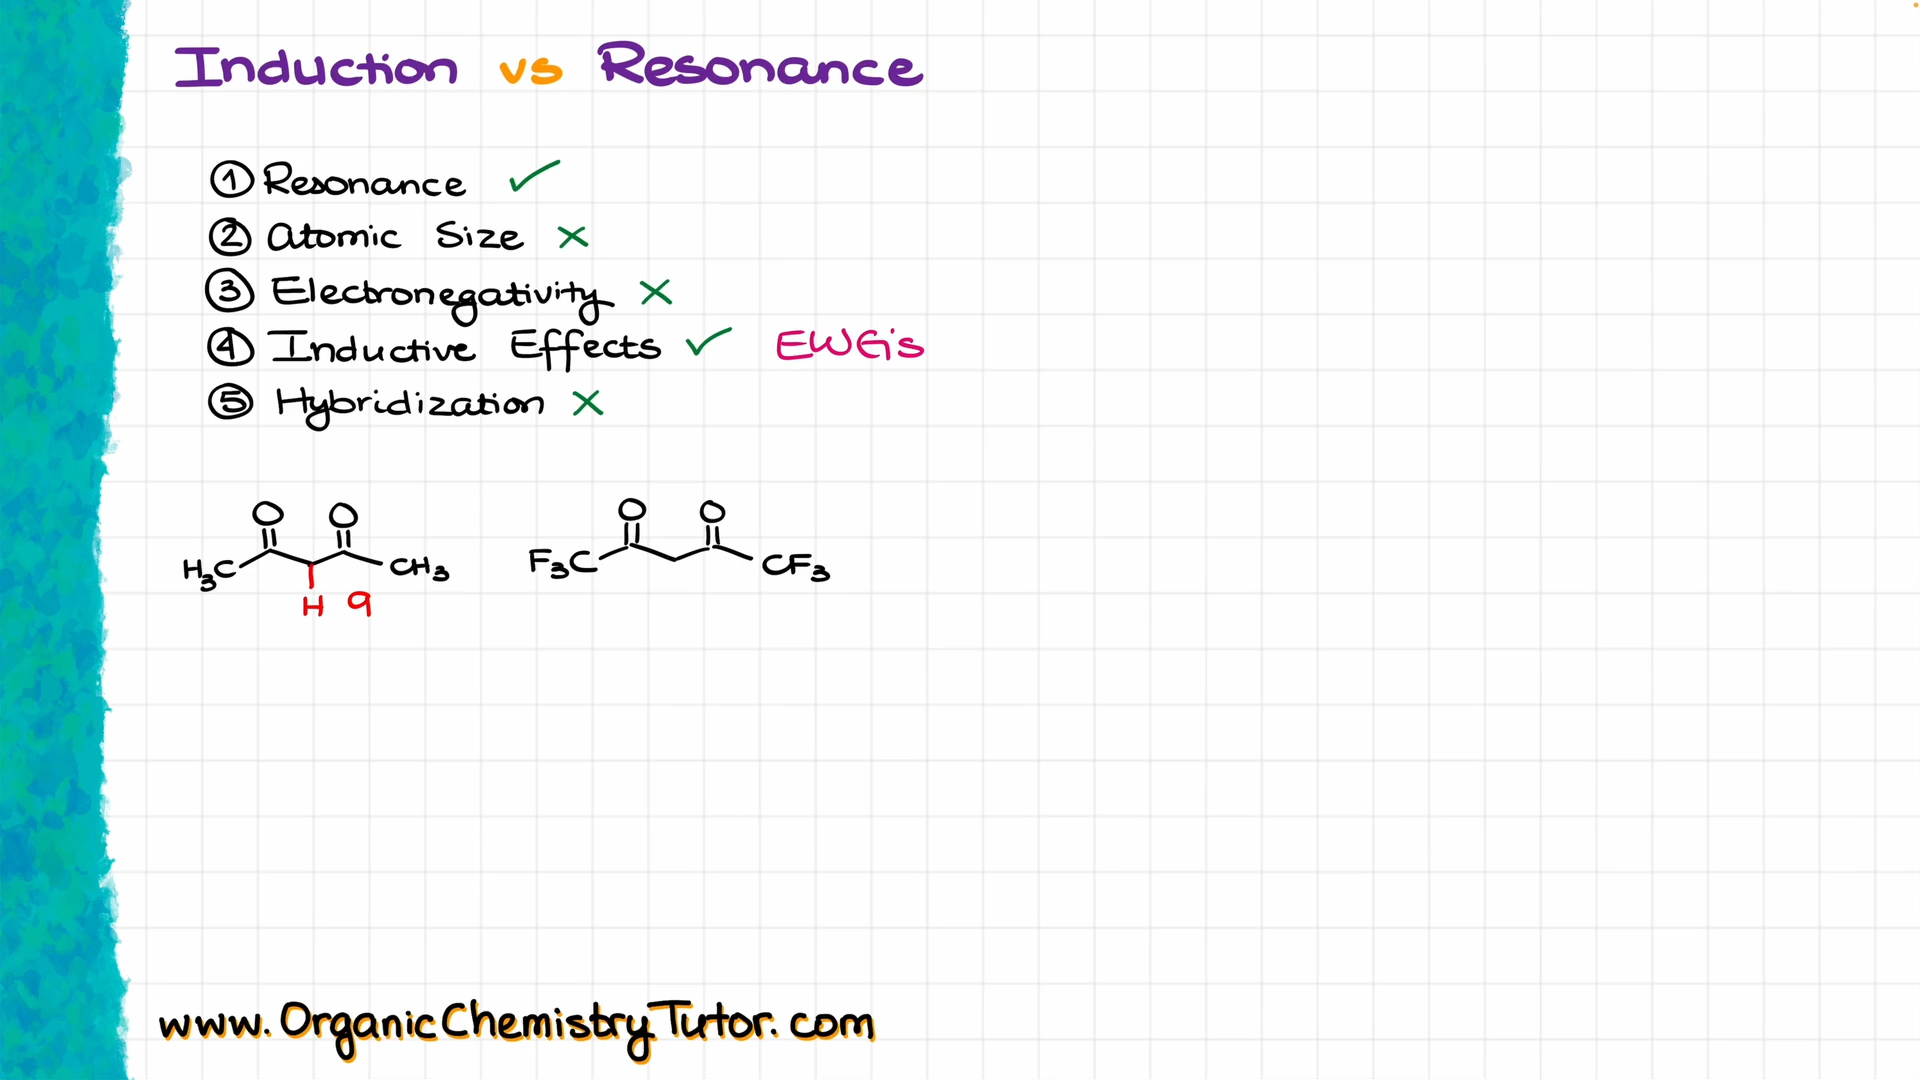 Induction vs Resonance
① Resonance ✓
② Atomic Size ✗
③ Electronegativity ✗
④ Inductive Effects ✓ EWG's
⑤ Hybridization ✗
O O O O
H₃C CH₃ F₃C CF₃
H 9
www.OrganicChemistryTutor.com